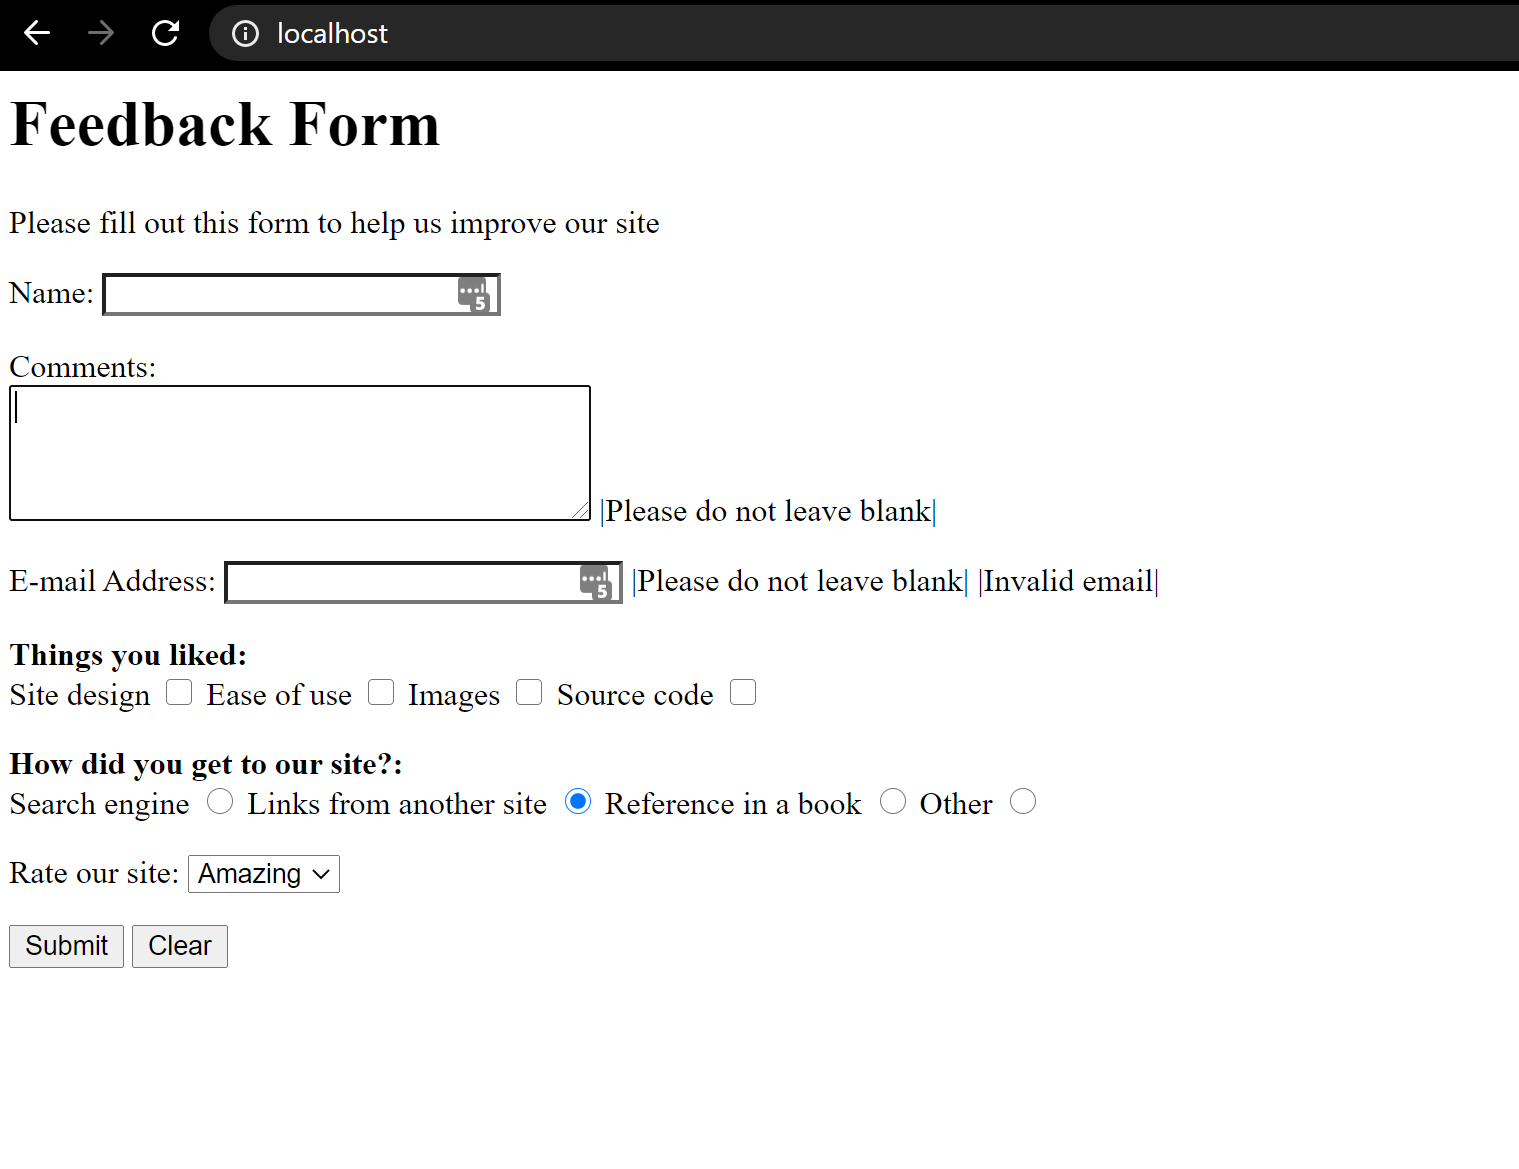 localhost
Feedback Form
Please fill out this form to help us improve our site
Name: 5
Comments:
|Please do not leave blank|
E-mail Address: 5 |Please do not leave blank| |Invalid email|
Things you liked:
Site design Ease of use Images Source code
How did you get to our site?:
Search engine Links from another site Reference in a book Other
Rate our site: Amazing
Submit Clear